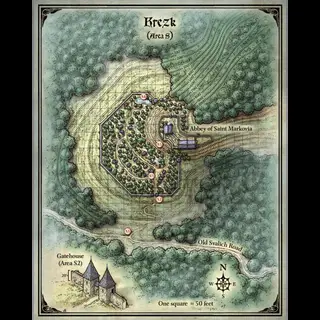 Krezk
(Area S)
Abbey of Saint Markovia
Old Svalich Road
Gatehouse
(Area S2)
N
W
E
S
One square = 50 feet